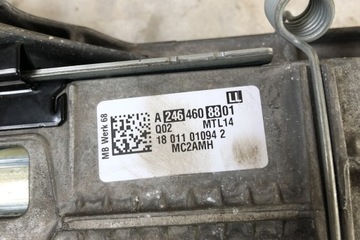 MB Werk 68
LL
A 246 460 88 01
Q02 MTL14
18 011 01094 2
MC2AMH